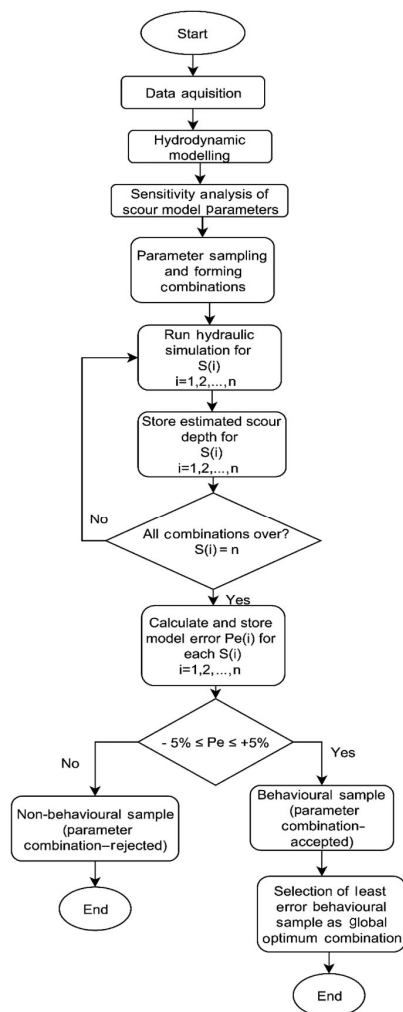 Start
Data aquisition
Hydrodynamic
modelling
Sensitivity analysis of
scour model parameters
Parameter sampling
and forming
combinations
Run hydraulic
simulation for
S(i)
i=1,2,...,n
Store estimated scour
depth for
S(i)
i=1,2,...,n
No
All combinations over?
S(i) = n
Yes
Calculate and store
model error Pe(i) for
each S(i)
i=1,2,...,n
- 5% ≤ Pe ≤ +5%
No
Yes
Non-behavioural sample
(parameter
combination–rejected)
End
Behavioural sample
(parameter
combination–
accepted)
Selection of least
error behavioural
sample as global
optimum combination
End